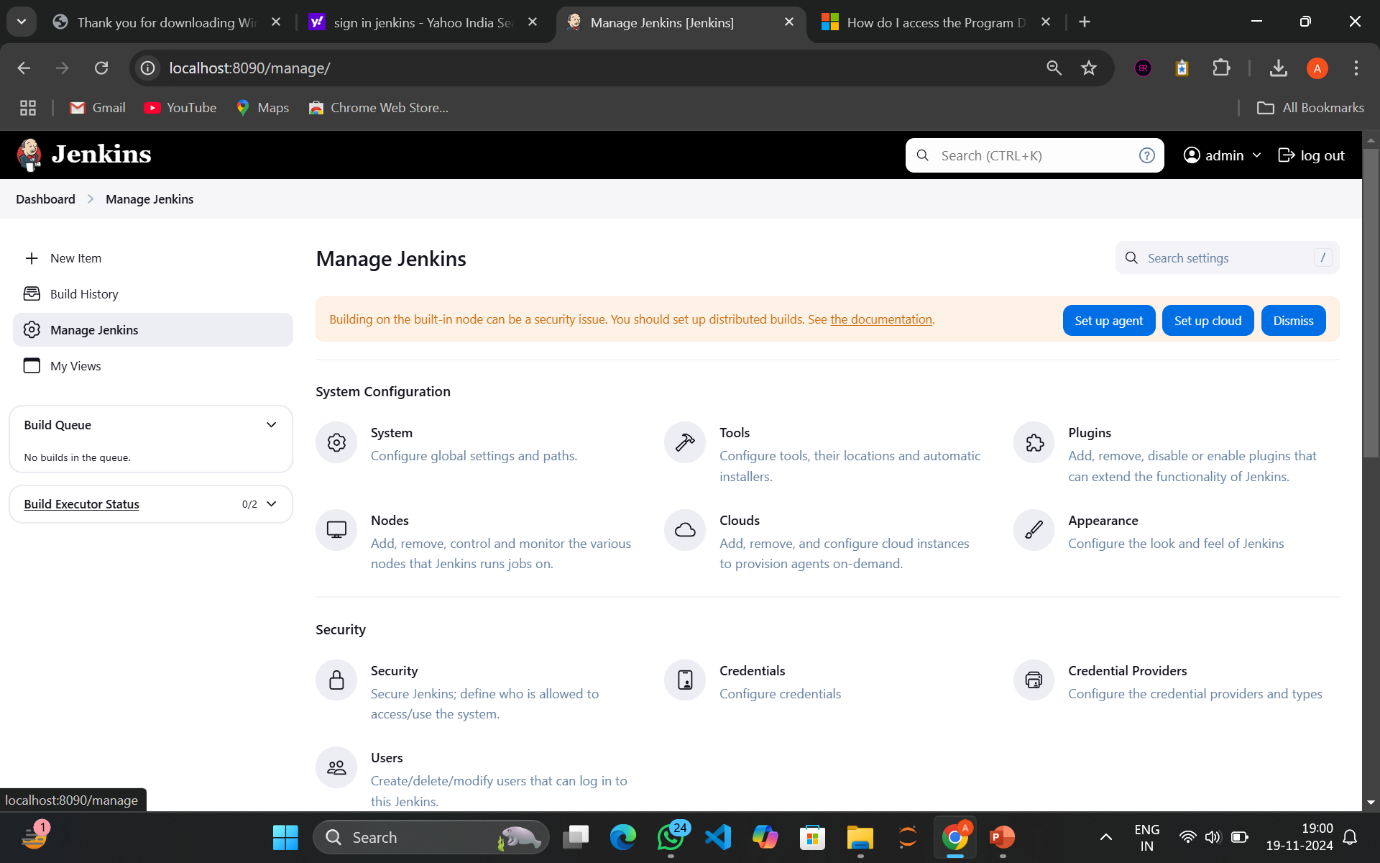 Thank you for downloading Wi
sign in jenkins - Yahoo India Se
Manage Jenkins [Jenkins]
How do I access the Program D
localhost:8090/manage/
A
Gmail
YouTube
Maps
Chrome Web Store...
All Bookmarks
Jenkins
Search (CTRL+K)
?
admin
log out
Dashboard
Manage Jenkins
New Item
Build History
Manage Jenkins
My Views
Build Queue
No builds in the queue.
Build Executor Status
0/2
Manage Jenkins
Search settings
/
Building on the built-in node can be a security issue. You should set up distributed builds. See the documentation.
Set up agent
Set up cloud
Dismiss
System Configuration
System
Configure global settings and paths.
Tools
Configure tools, their locations and automatic
installers.
Plugins
Add, remove, disable or enable plugins that
can extend the functionality of Jenkins.
Nodes
Add, remove, control and monitor the various
nodes that Jenkins runs jobs on.
Clouds
Add, remove, and configure cloud instances
to provision agents on-demand.
Appearance
Configure the look and feel of Jenkins
Security
Security
Secure Jenkins; define who is allowed to
access/use the system.
Credentials
Configure credentials
Credential Providers
Configure the credential providers and types
Users
Create/delete/modify users that can log in to
this Jenkins.
localhost:8090/manage
1
Search
24
A
P
ENG
IN
19:00
19-11-2024